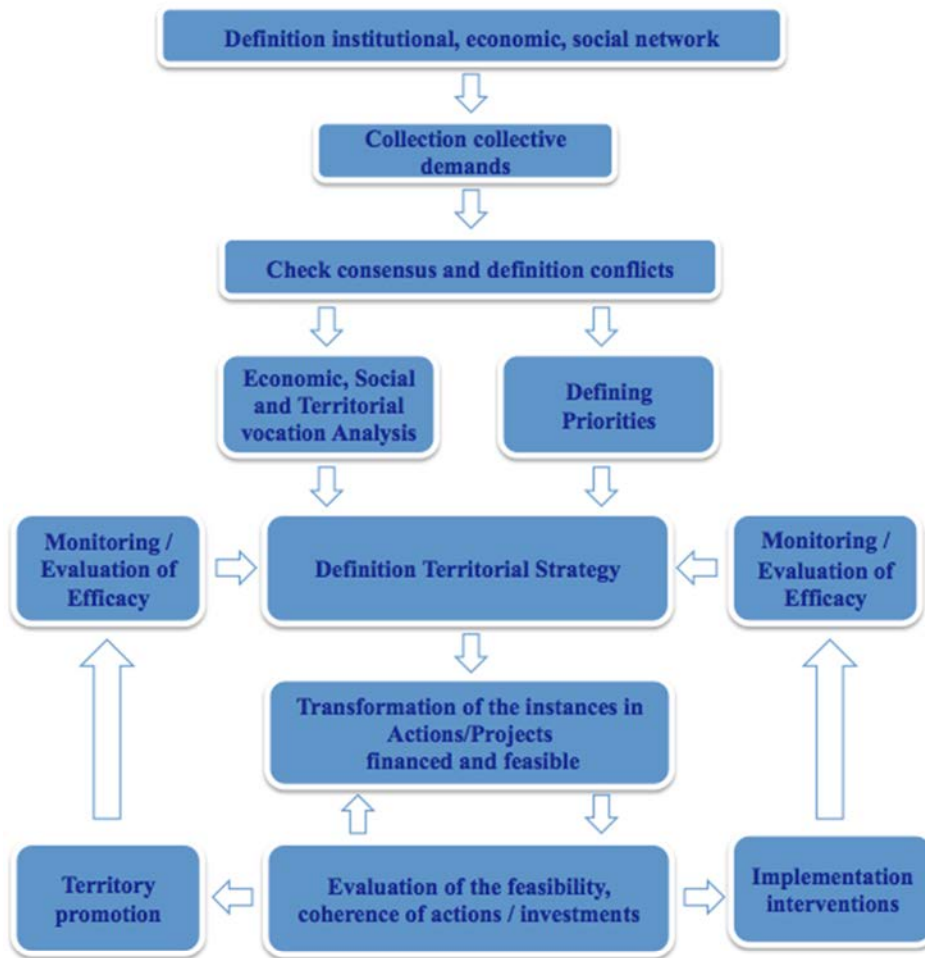 Definition institutional, economic, social network
Collection collective
demands
Check consensus and definition conflicts
Economic, Social
and Territorial
vocation Analysis
Defining
Priorities
Monitoring /
Evaluation of
Efficacy
Definition Territorial Strategy
Monitoring /
Evaluation of
Efficacy
Transformation of the instances in
Actions/Projects
financed and feasible
Territory
promotion
Evaluation of the feasibility,
coherence of actions / investments
Implementation
interventions